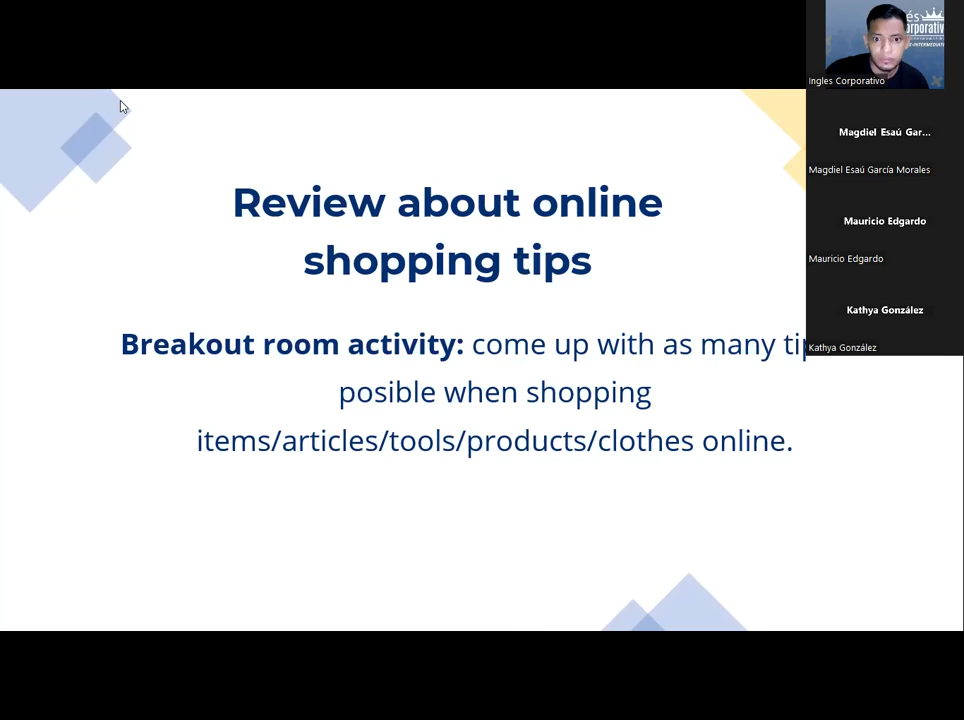 Review about online
shopping tips
Breakout room activity: come up with as many
posible when shopping
items/articles/tools/products/clothes online.
Ingles Corporativo
Magdiel Esaú Gar...
Magdiel Esaú García Morales
Mauricio Edgardo
Mauricio Edgardo
Kathya González
Kathya González